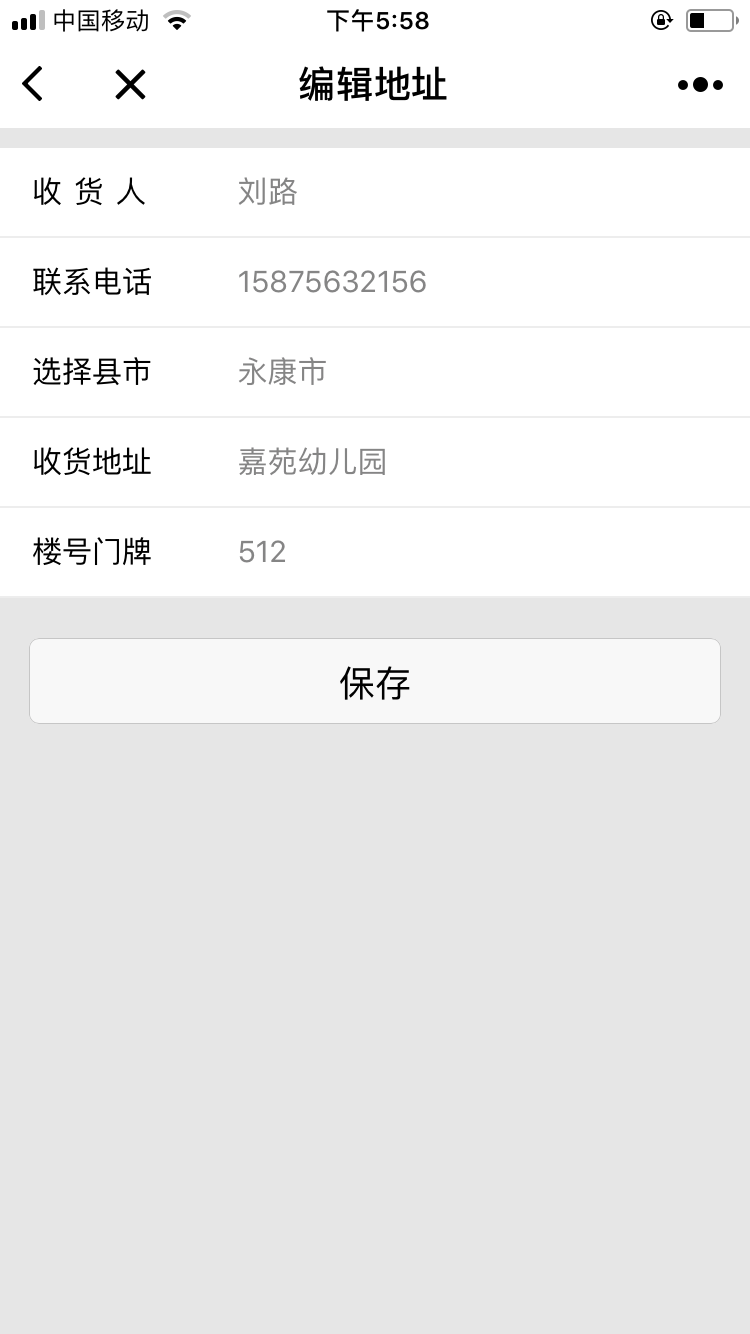 中国移动 下午5:58
编辑地址
收 货 人 刘路
联系电话 15875632156
选择县市 永康市
收货地址 嘉苑幼儿园
楼号门牌 512
保存